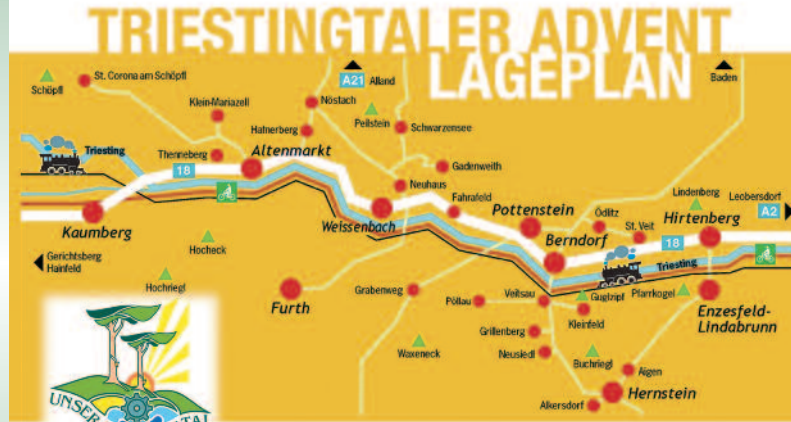 TRIESTINGTALER ADVENT
LAGEPLAN
A21 Alland
Baden
Schöpfl
St. Corona am Schöpfl
Klein-Mariazell
Nöstach
Peilstein
Hafnerberg
Schwarzensee
Triesting
Thenneberg
Altenmarkt
18
Gadenweith
Neuhaus
Fahrafeld
Lindenberg
Leobersdorf
A2
Kaumberg
Weissenbach
Pottenstein
Ödlitz
Hirtenberg
St. Veit
Berndorf
18
Hocheck
Gerichtsberg
Hainfeld
Triesting
Hochriegl
Furth
Grabenweg
Pöllau
Veitsau
Guglzipf
Pfarrkogel
Kleinfeld
Enzesfeld-
Lindabrunn
Grillenberg
Waxeneck
Neusiedl
Buchriegl
Aigen
Hernstein
Alkersdorf
UNSER
TAL